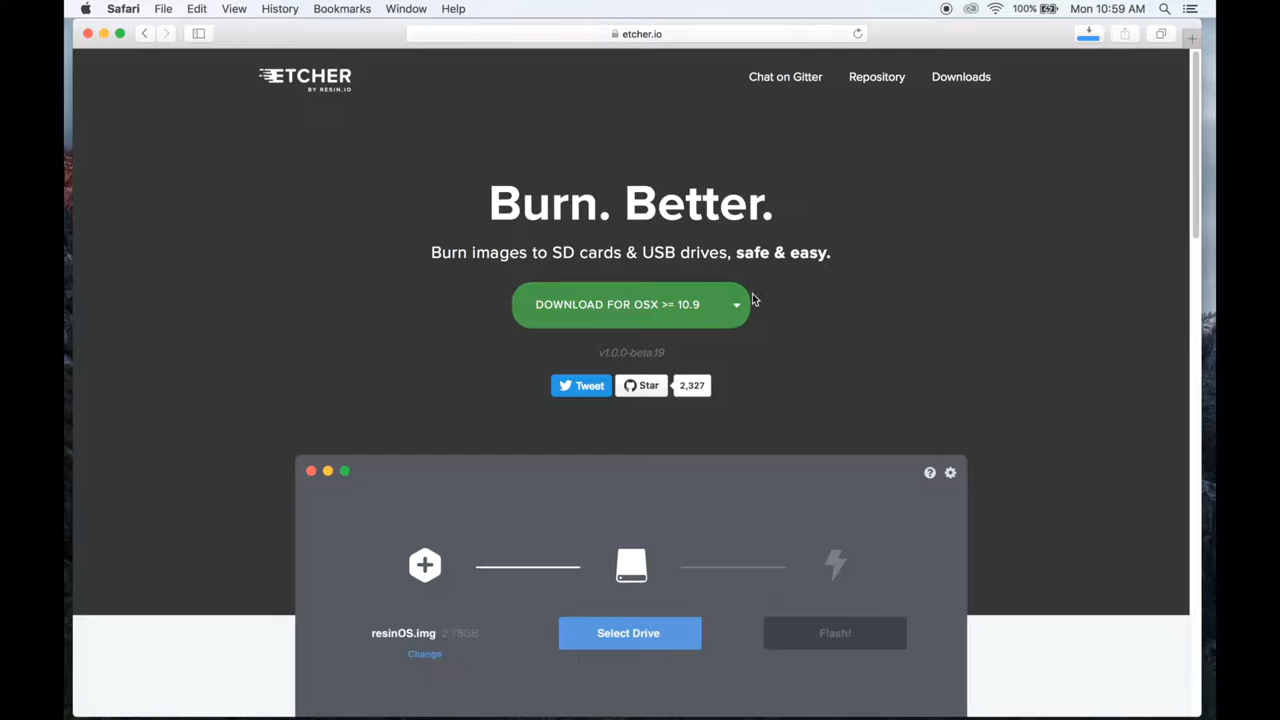 Safari File Edit View History Bookmarks Window Help 100% Mon 10:59 AM
etcher.io
ETCHER
BY RESIN.IO
Chat on Gitter Repository Downloads
Burn. Better.
Burn images to SD cards & USB drives, safe & easy.
DOWNLOAD FOR OSX >= 10.9
v1.0.0-beta.19
Tweet Star 2,327
resinOS.img 2.73GB
Change
Select Drive
Flash!